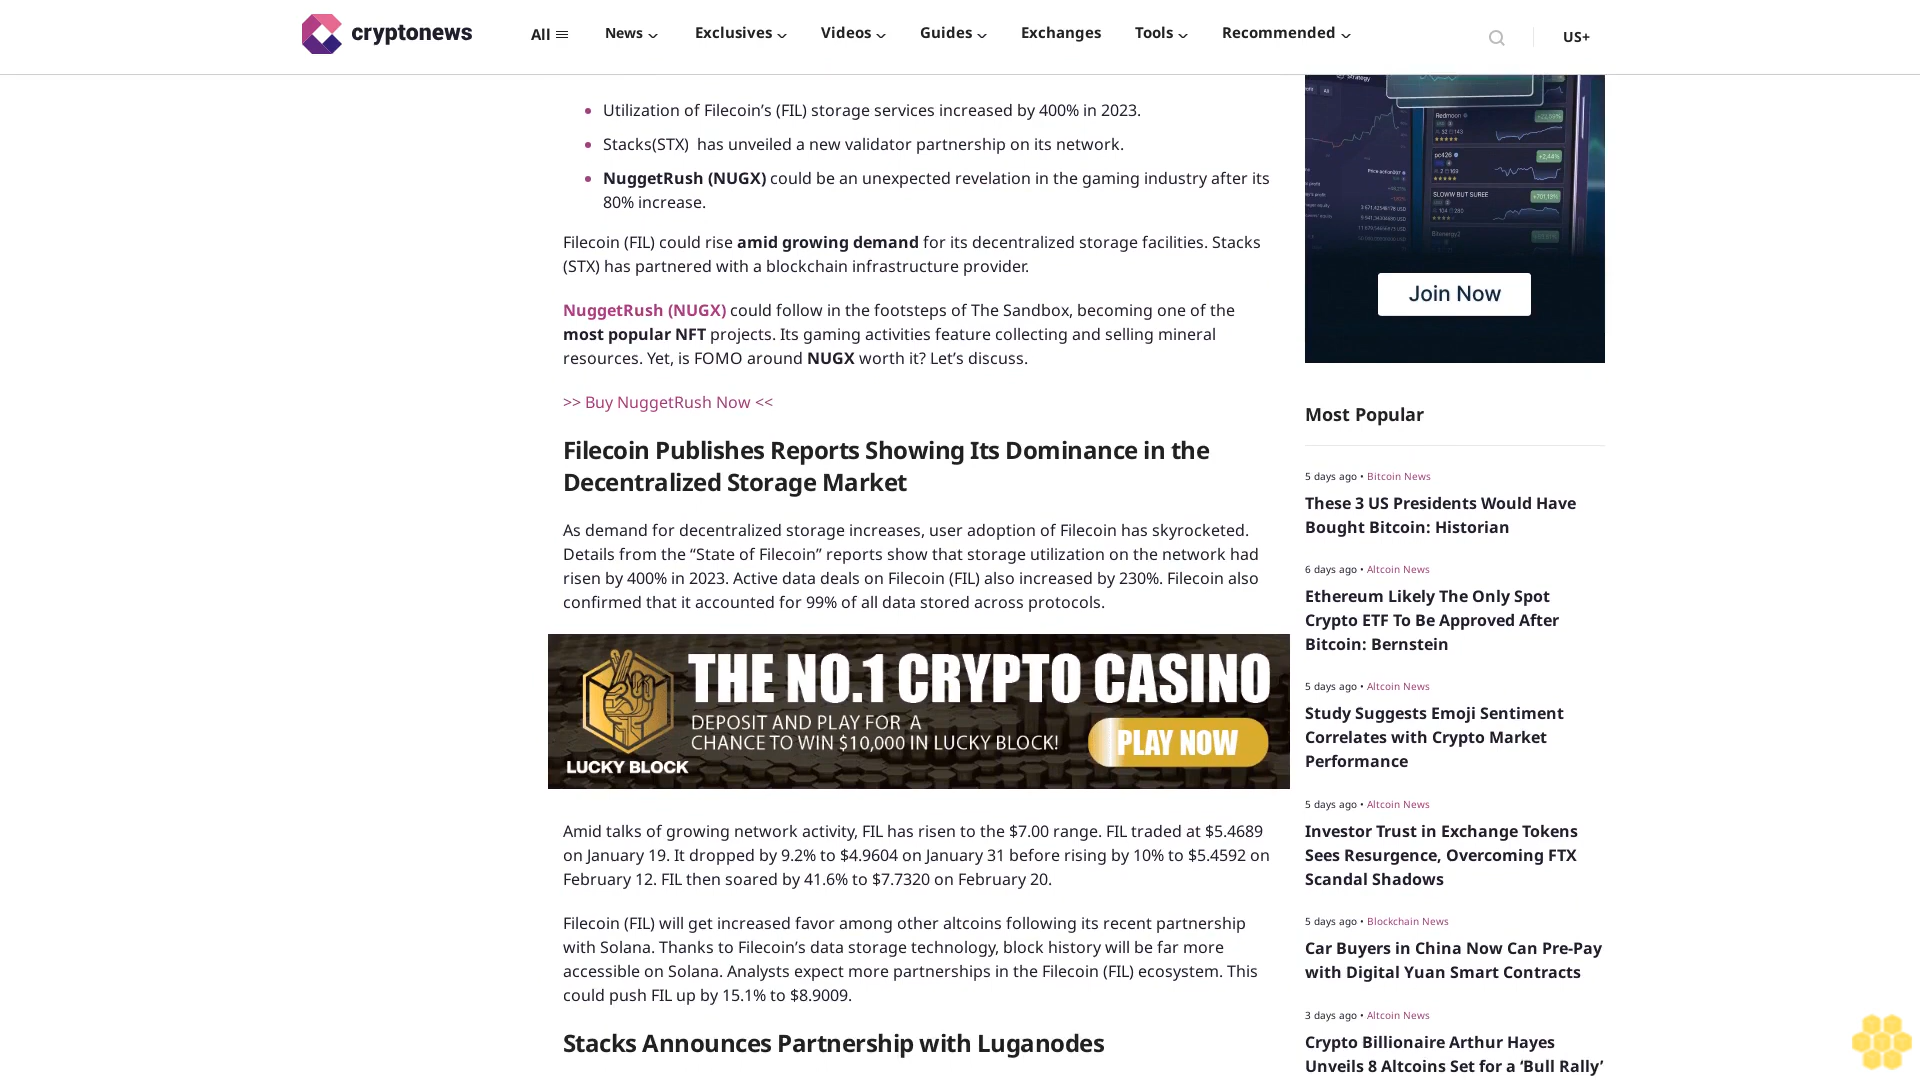 cryptonews
All
News
Exclusives
Videos
Guides
Exchanges
Tools
Recommended
US+
Utilization of Filecoin’s (FIL) storage services increased by 400% in 2023.
Stacks(STX)  has unveiled a new validator partnership on its network.
NuggetRush (NUGX) could be an unexpected revelation in the gaming industry after its
80% increase.
Filecoin (FIL) could rise amid growing demand for its decentralized storage facilities. Stacks
(STX) has partnered with a blockchain infrastructure provider.
NuggetRush (NUGX) could follow in the footsteps of The Sandbox, becoming one of the
most popular NFT projects. Its gaming activities feature collecting and selling mineral
resources. Yet, is FOMO around NUGX worth it? Let’s discuss.
>> Buy NuggetRush Now <<
Filecoin Publishes Reports Showing Its Dominance in the
Decentralized Storage Market
As demand for decentralized storage increases, user adoption of Filecoin has skyrocketed.
Details from the “State of Filecoin” reports show that storage utilization on the network had
risen by 400% in 2023. Active data deals on Filecoin (FIL) also increased by 230%. Filecoin also
confirmed that it accounted for 99% of all data stored across protocols.
THE NO.1 CRYPTO CASINO
DEPOSIT AND PLAY FOR A
CHANCE TO WIN $10,000 IN LUCKY BLOCK!
PLAY NOW
LUCKY BLOCK
Amid talks of growing network activity, FIL has risen to the $7.00 range. FIL traded at $5.4689
on January 19. It dropped by 9.2% to $4.9604 on January 31 before rising by 10% to $5.4592 on
February 12. FIL then soared by 41.6% to $7.7320 on February 20.
Filecoin (FIL) will get increased favor among other altcoins following its recent partnership
with Solana. Thanks to Filecoin’s data storage technology, block history will be far more
accessible on Solana. Analysts expect more partnerships in the Filecoin (FIL) ecosystem. This
could push FIL up by 15.1% to $8.9009.
Stacks Announces Partnership with Luganodes
Strategy
All
Redmoon
pc426
+2,44%
SLOWW BUT SUREE
Bitenergy2
Join Now
Most Popular
5 days ago • Bitcoin News
These 3 US Presidents Would Have
Bought Bitcoin: Historian
6 days ago • Altcoin News
Ethereum Likely The Only Spot
Crypto ETF To Be Approved After
Bitcoin: Bernstein
5 days ago • Altcoin News
Study Suggests Emoji Sentiment
Correlates with Crypto Market
Performance
5 days ago • Altcoin News
Investor Trust in Exchange Tokens
Sees Resurgence, Overcoming FTX
Scandal Shadows
5 days ago • Blockchain News
Car Buyers in China Now Can Pre-Pay
with Digital Yuan Smart Contracts
3 days ago • Altcoin News
Crypto Billionaire Arthur Hayes
Unveils 8 Altcoins Set for a ‘Bull Rally’